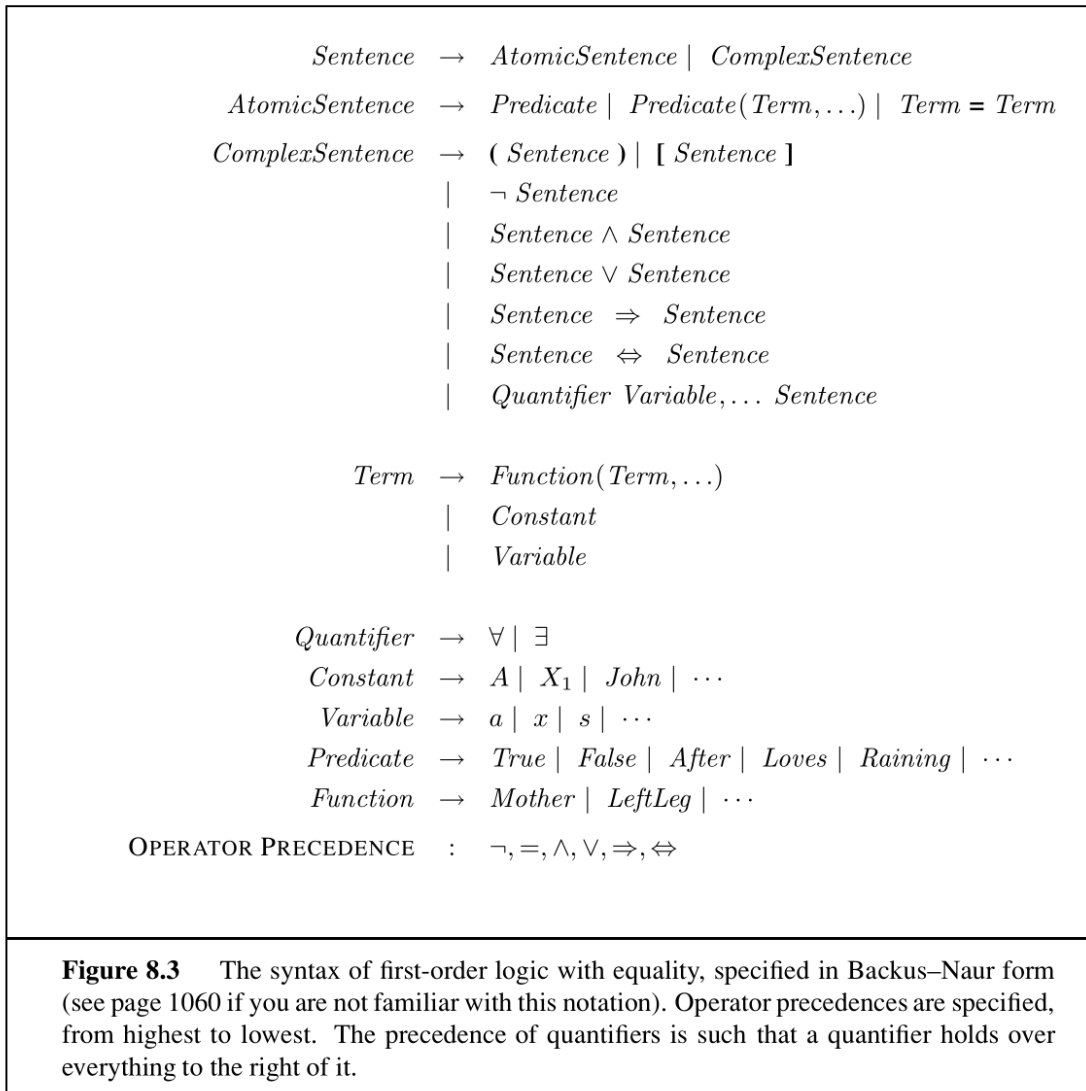 Sentence → AtomicSentence | ComplexSentence
AtomicSentence → Predicate | Predicate(Term, ...) | Term = Term
ComplexSentence → ( Sentence ) | [ Sentence ]
| ¬ Sentence
| Sentence ∧ Sentence
| Sentence ∨ Sentence
| Sentence ⇒ Sentence
| Sentence ⇔ Sentence
| Quantifier Variable, ... Sentence
Term → Function(Term, ...)
| Constant
| Variable
Quantifier → ∀ | ∃
Constant → A | X₁ | John | ···
Variable → a | x | s | ···
Predicate → True | False | After | Loves | Raining | ···
Function → Mother | LeftLeg | ···
OPERATOR PRECEDENCE : ¬, =, ∧, ∨, ⇒, ⇔
Figure 8.3 The syntax of first-order logic with equality, specified in Backus–Naur form
(see page 1060 if you are not familiar with this notation). Operator precedences are specified,
from highest to lowest. The precedence of quantifiers is such that a quantifier holds over
everything to the right of it.